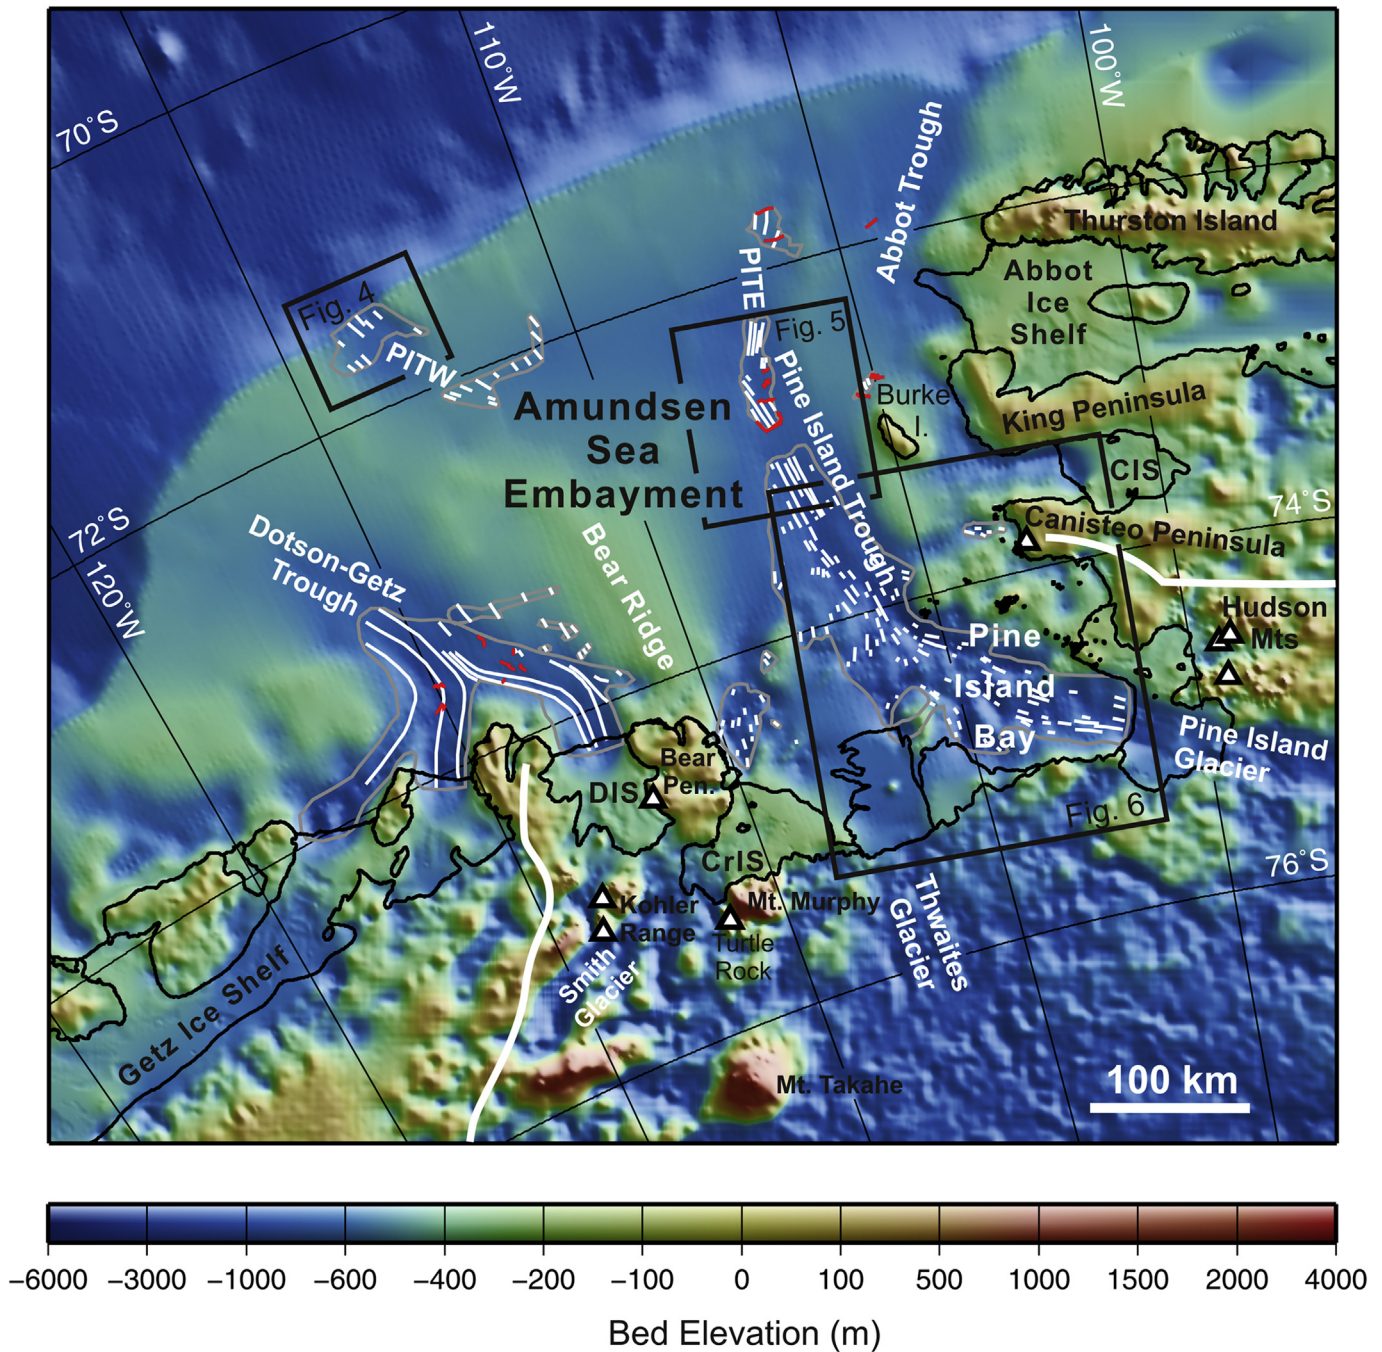 110°W
100°W
70°S
Abbot Trough
Thurston Island
Abbot
Ice
Shelf
PITE
Fig. 4
Fig. 5
PITW
Pine Island Trough
Burke
I.
King Peninsula
Amundsen
Sea
Embayment
CIS
74°S
Canisteo Peninsula
72°S
Dotson-Getz
Trough
Bear Ridge
120°W
Hudson
Mts
Pine
Island
Bay
Pine Island
Glacier
Bear
Pen.
DIS
Fig. 6
CrIS
76°S
Kohler
Range
Mt. Murphy
Turtle
Rock
Thwaites
Glacier
Smith
Glacier
Getz Ice Shelf
Mt. Takahe
100 km
−6000 −3000 −1000 −600 −400 −200 −100 0 100 500 1000 1500 2000 4000
Bed Elevation (m)